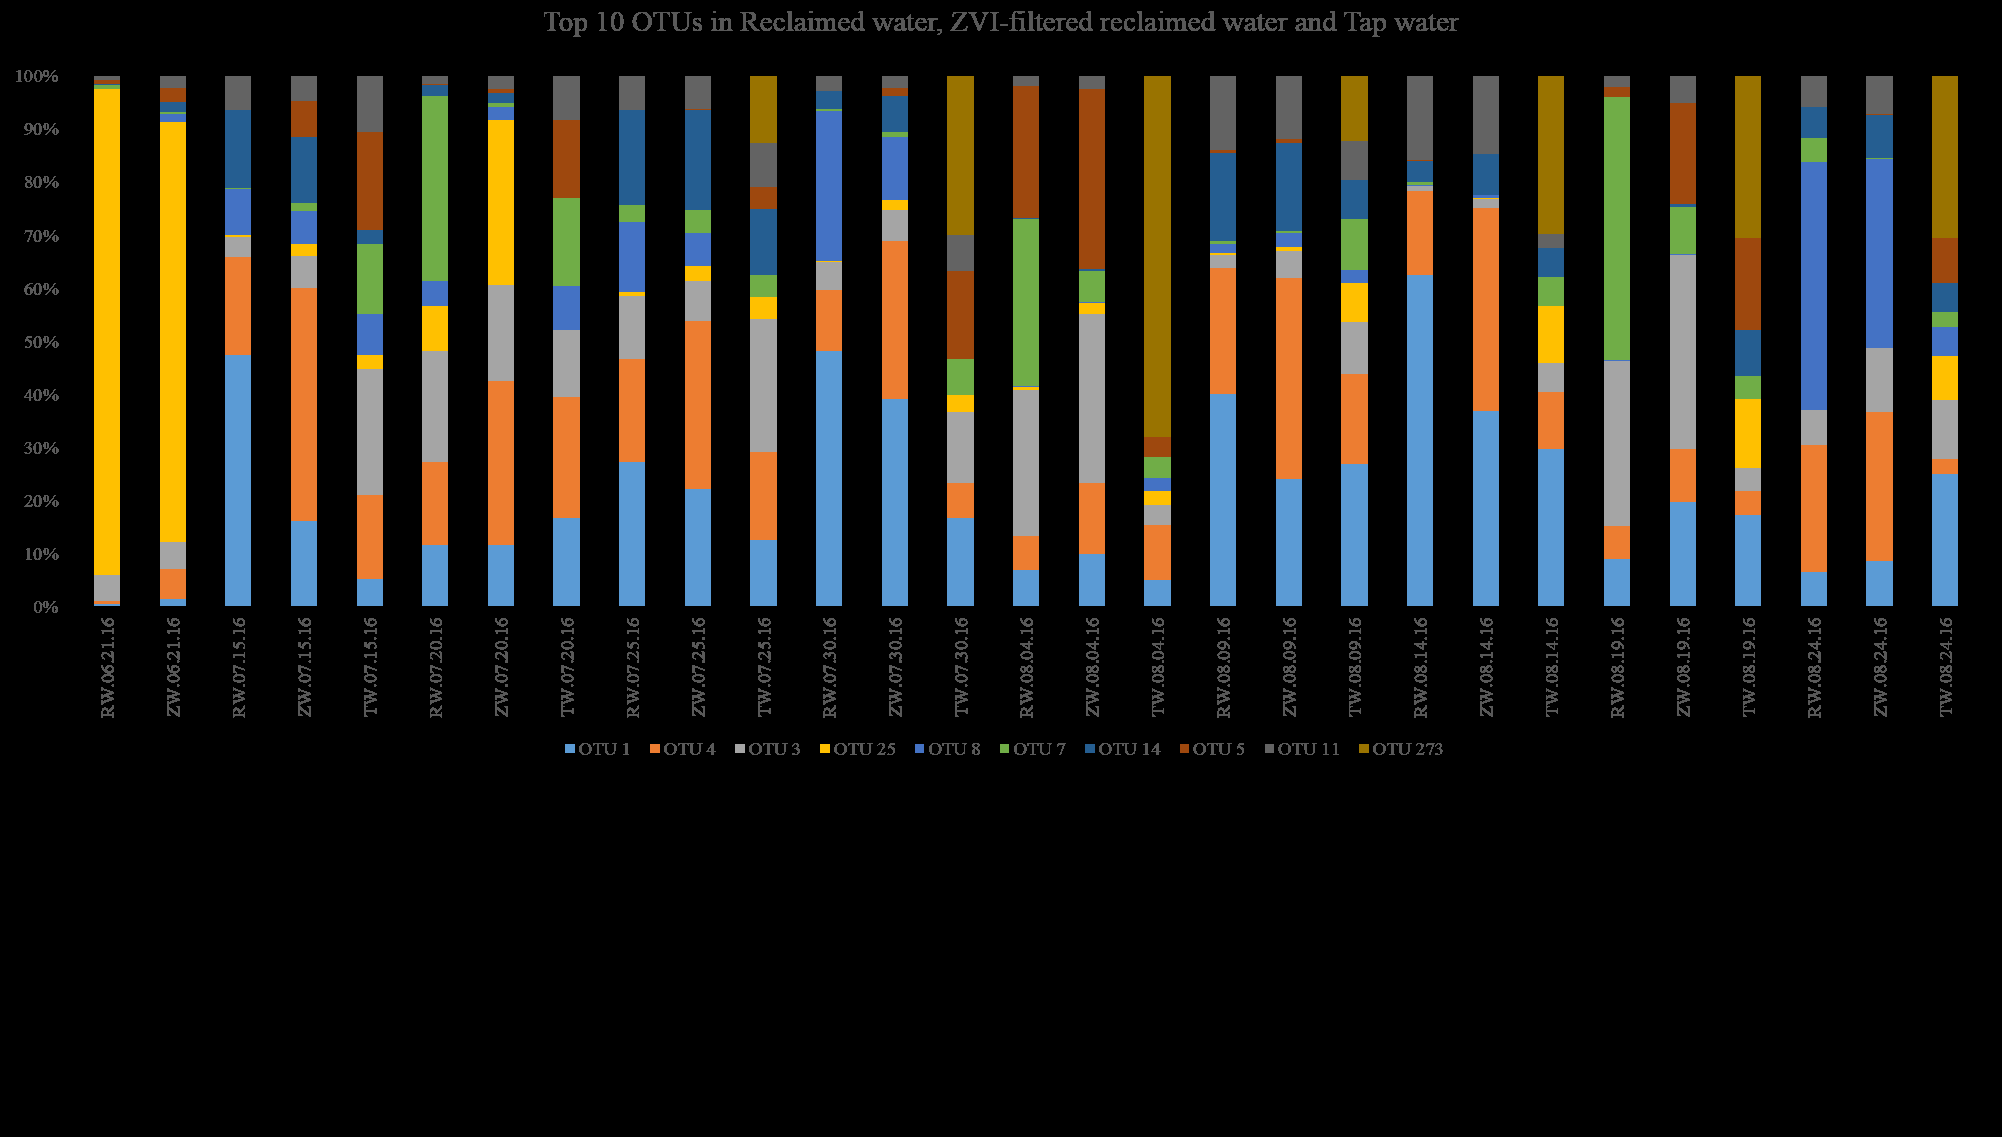 Top 10 OTUs in Reclaimed water, ZVI-filtered reclaimed water and Tap water
100%
90%
80%
70%
60%
50%
40%
30%
20%
10%
0%
RW.06.21.16
ZW.06.21.16
RW.07.15.16
ZW.07.15.16
TW.07.15.16
RW.07.20.16
ZW.07.20.16
TW.07.20.16
RW.07.25.16
ZW.07.25.16
TW.07.25.16
RW.07.30.16
ZW.07.30.16
TW.07.30.16
RW.08.04.16
ZW.08.04.16
TW.08.04.16
RW.08.09.16
ZW.08.09.16
TW.08.09.16
RW.08.14.16
ZW.08.14.16
TW.08.14.16
RW.08.19.16
ZW.08.19.16
TW.08.19.16
RW.08.24.16
ZW.08.24.16
TW.08.24.16
OTU 1 OTU 4 OTU 3 OTU 25 OTU 8 OTU 7 OTU 14 OTU 5 OTU 11 OTU 273